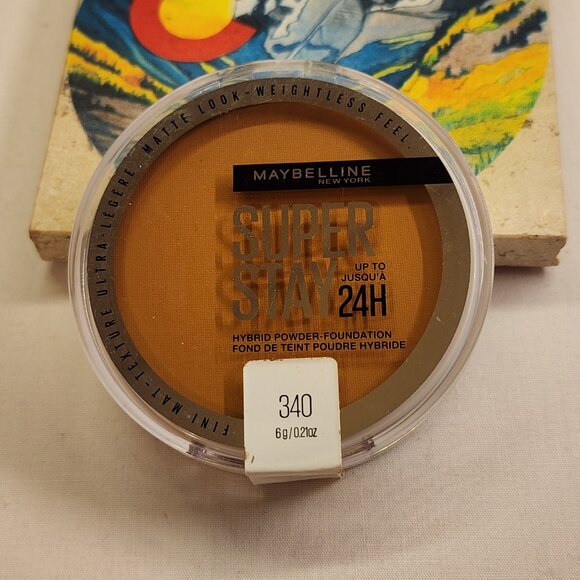 MATTE LOOK-WEIGHTLESS FEEL.
FINI MAT-TEXTURE ULTRA-LÉGÈRE.
MAYBELLINE
NEW YORK
SUPER
STAY
UP TO
JUSQU'À
24H
HYBRID POWDER-FOUNDATION
FOND DE TEINT POUDRE HYBRIDE
340
6g/0.21oz